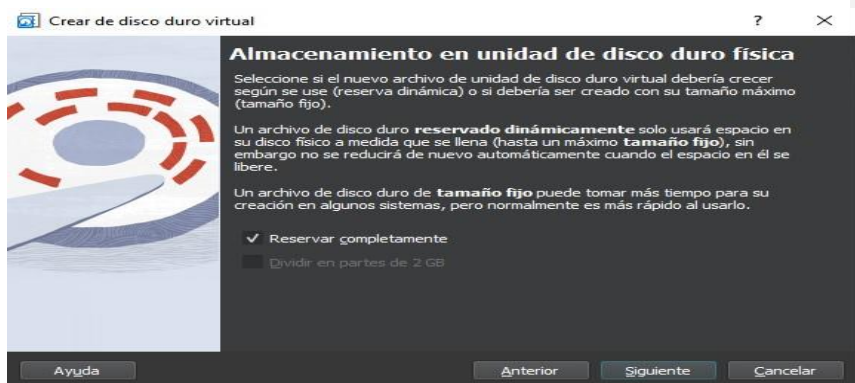 Crear de disco duro virtual
Almacenamiento en unidad de disco duro física
Seleccione si el nuevo archivo de unidad de disco duro virtual debería crecer
según se use (reserva dinámica) o si debería ser creado con su tamaño máximo
(tamaño fijo).
Un archivo de disco duro reservado dinámicamente solo usará espacio en
su disco físico a medida que se llena (hasta un máximo tamaño fijo), sin
embargo no se reducirá de nuevo automáticamente cuando el espacio en él se
libere.
Un archivo de disco duro de tamaño fijo puede tomar más tiempo para su
creación en algunos sistemas, pero normalmente es más rápido al usarlo.
Reservar completamente
Dividir en partes de 2 GB
Ayuda Anterior Siguiente Cancelar